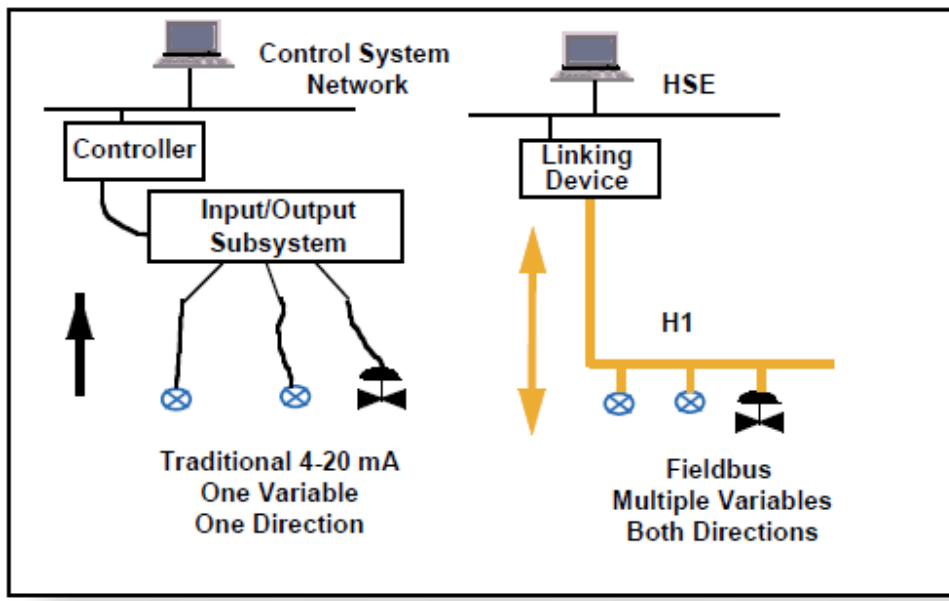 Control System
Network
Controller
Input/Output
Subsystem
Traditional 4-20 mA
One Variable
One Direction
HSE
Linking
Device
H1
Fieldbus
Multiple Variables
Both Directions